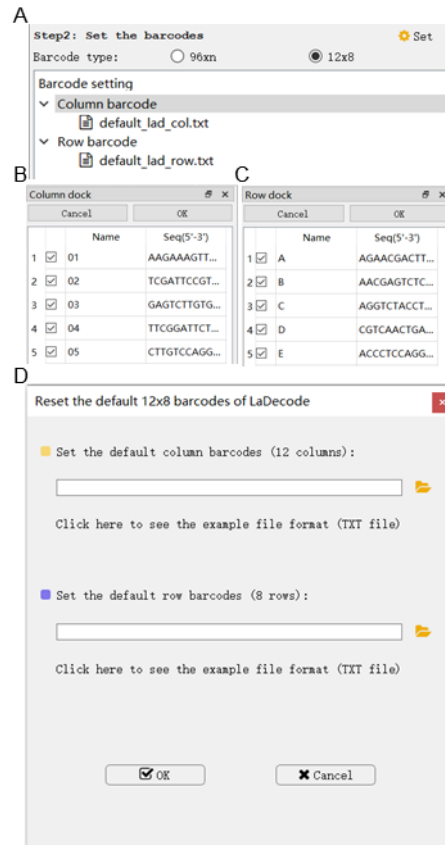 A
Step2: Set the barcodes Set
Barcode type: 96xn 12x8
Barcode setting
Column barcode
default_lad_col.txt
Row barcode
default_lad_row.txt
B
Column dock
Cancel OK
Name Seq(5'-3')
1 01 AAGAAAGTT...
2 02 TCGATTCCGT...
3 03 GAGTCTTGTG...
4 04 TTCGGATTCT...
5 05 CTTGTCCAGG...
C
Row dock
Cancel OK
Name Seq(5'-3')
1 A AGAACGACTT...
2 B AACGAGTCTC...
3 C AGGTCTACCT...
4 D CGTCAACTGA...
5 E ACCCTCCAGG...
D
Reset the default 12x8 barcodes of LaDecode
Set the default column barcodes (12 columns):
Click here to see the example file format (TXT file)
Set the default row barcodes (8 rows):
Click here to see the example file format (TXT file)
OK Cancel